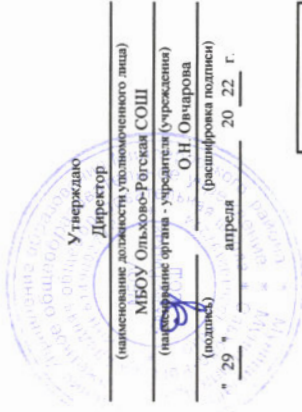 Утверждаю
Директор
(наименование должности уполномоченного лица)
МБОУ Ольхово-Рогская СОШ
(наименование органа - учредителя (учреждения)
О.Н. Овчарова
(подпись) (расшифровка подписи)
" 29 " апреля 20 22 г.